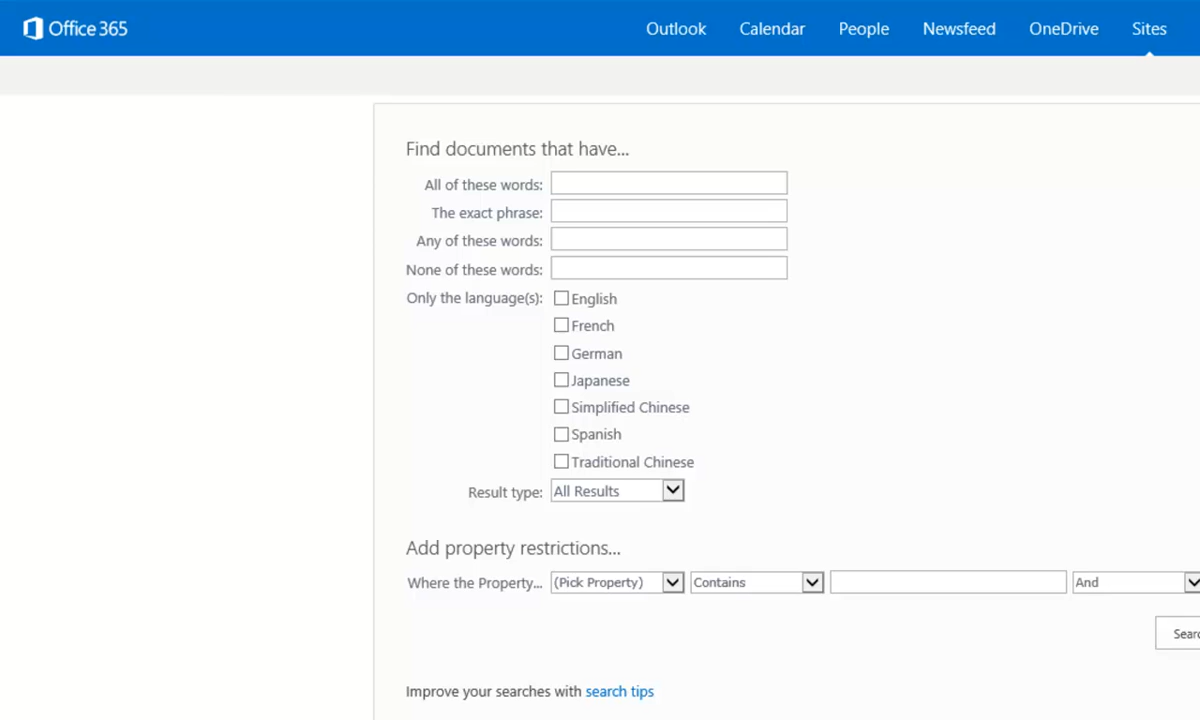 Office 365
Outlook Calendar People Newsfeed OneDrive Sites
Find documents that have...
All of these words:
The exact phrase:
Any of these words:
None of these words:
Only the language(s): English
French
German
Japanese
Simplified Chinese
Spanish
Traditional Chinese
Result type: All Results
Add property restrictions...
Where the Property... (Pick Property) Contains And
Improve your searches with search tips